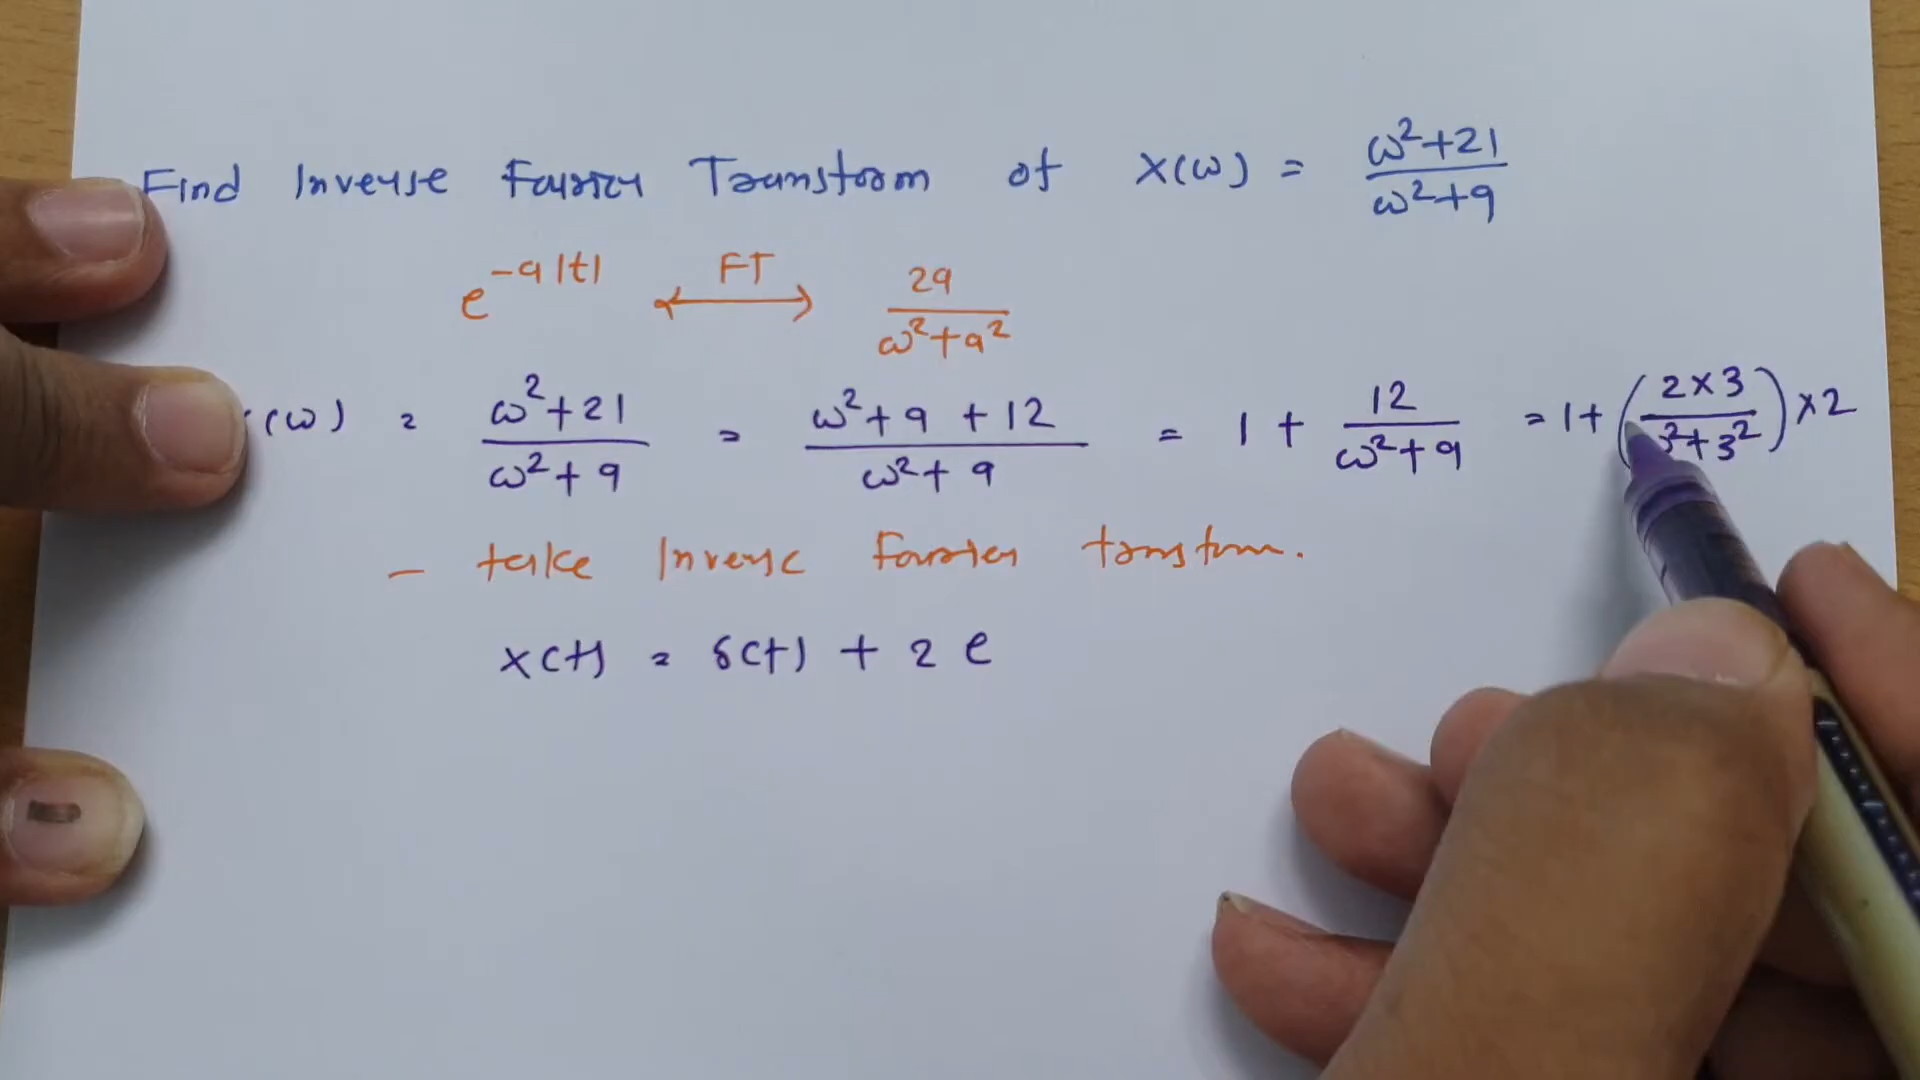 Find Inverse Fourier Transform of X(ω) = ω²+21 / ω²+9
e^-a|t| ⟷ FT 2a / ω²+a²
(ω) = ω²+21 / ω²+9 = ω²+9+12 / ω²+9 = 1 + 12 / ω²+9 = 1+ (2×3 / ²+3²) ×2
– take Inverse Fourier transform.
x(t) = δ(t) + 2 e